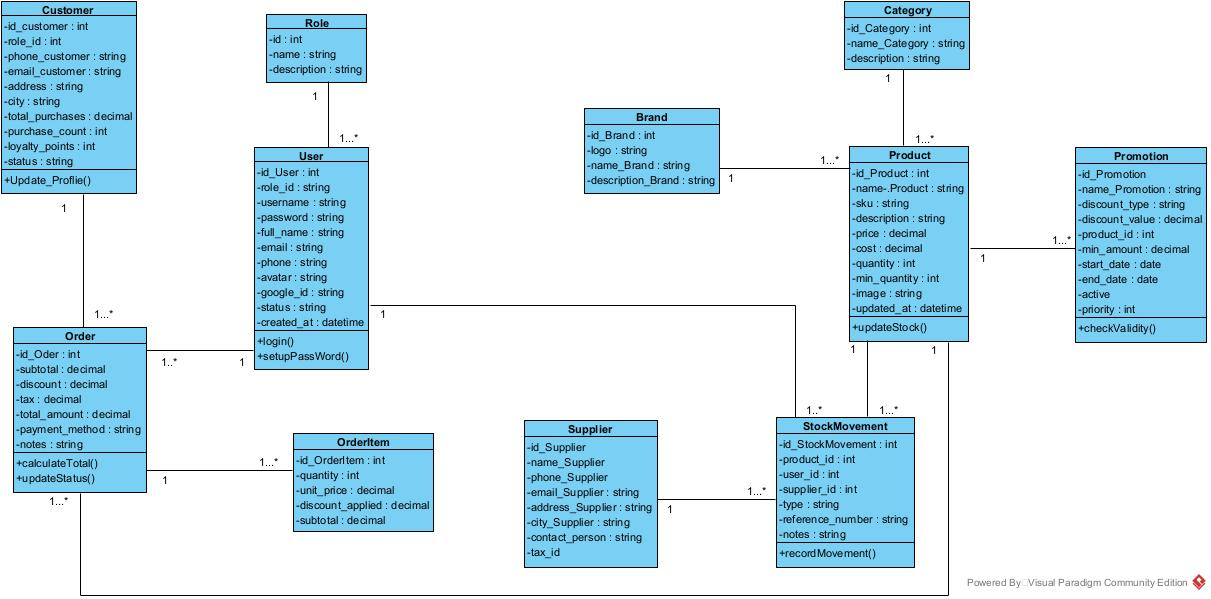 Customer
-id_customer : int
-role_id : int
-phone_customer : string
-email_customer : string
-address : string
-city : string
-total_purchases : decimal
-purchase_count : int
-loyalty_points : int
-status : string
+Update_Proflie()
1
1...*
Role
-id : int
-name : string
-description : string
1
1...*
User
-id_User : int
-role_id : string
-username : string
-password : string
-full_name : string
-email : string
-phone : string
-avatar : string
-google_id : string
-status : string
-created_at : datetime
+login()
+setupPassWord()
1
1..*
1
1..*
Category
-id_Category : int
-name_Category : string
-description : string
1
1...*
Brand
-id_Brand : int
-logo : string
-name_Brand : string
-description_Brand : string
1
1...*
Product
-id_Product : int
-name-.Product : string
-sku : string
-description : string
-price : decimal
-cost : decimal
-quantity : int
-min_quantity : int
-image : string
-updated_at : datetime
+updateStock()
1
1...*
1
1
1...*
Promotion
-id_Promotion
-name_Promotion : string
-discount_type : string
-discount_value : decimal
-product_id : int
-min_amount : decimal
-start_date : date
-end_date : date
-active
-priority : int
+checkValidity()
Order
-id_Oder : int
-subtotal : decimal
-discount : decimal
-tax : decimal
-total_amount : decimal
-payment_method : string
-notes : string
+calculateTotal()
+updateStatus()
1...*
1
1...*
OrderItem
-id_OrderItem : int
-quantity : int
-unit_price : decimal
-discount_applied : decimal
-subtotal : decimal
Supplier
-id_Supplier
-name_Supplier
-phone_Supplier
-email_Supplier : string
-address_Supplier : string
-city_Supplier : string
-contact_person : string
-tax_id
1
1...*
StockMovement
-id_StockMovement : int
-product_id : int
-user_id : int
-supplier_id : int
-type : string
-reference_number : string
-notes : string
+recordMovement()
Powered By Visual Paradigm Community Edition